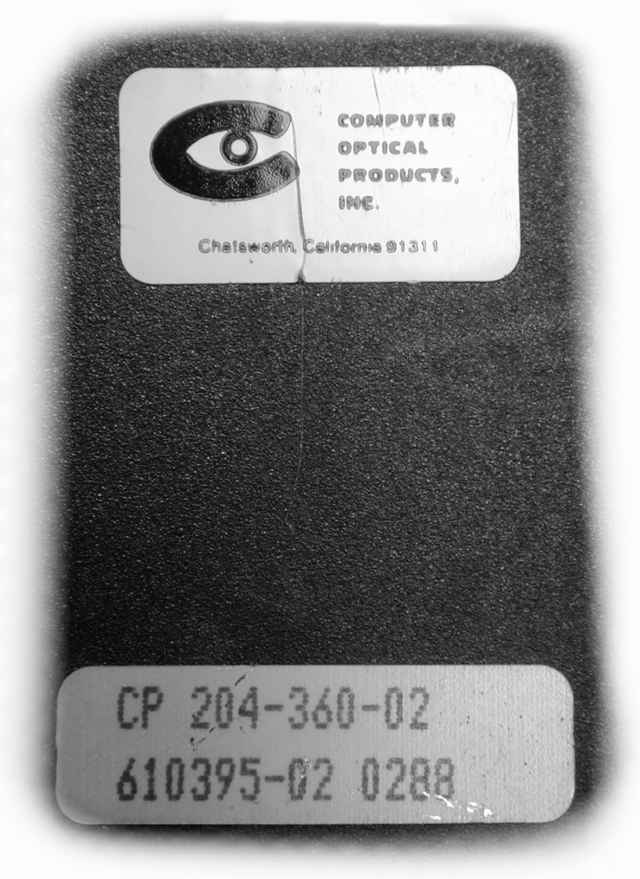 COMPUTER
OPTICAL
PRODUCTS,
INC.
Chatsworth, California 91311
CP 204-360-02
610395-02 0288